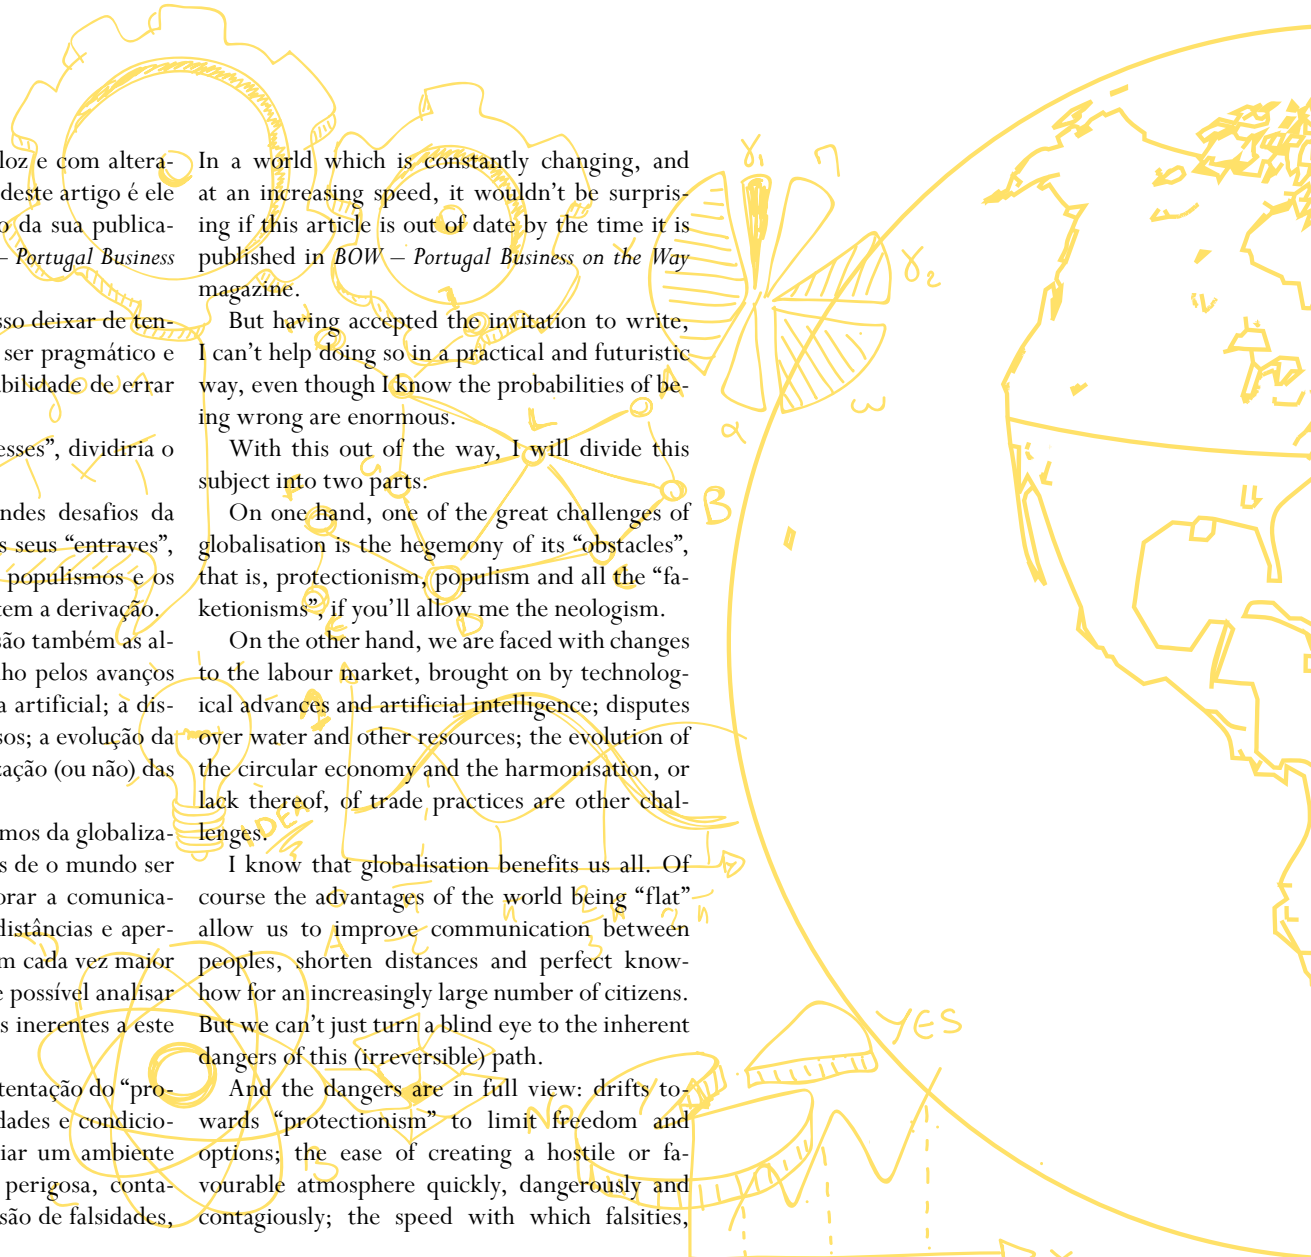 loz e com altera-
deste artigo é ele
o da sua publica-
– Portugal Business
sso deixar de ten-
ser pragmático e
abilidade de errar
esses”, dividiria o
ndes desafios da
s seus “entraves”,
populismos e os
tem a derivação.
são também as al-
ho pelos avanços
a artificial; a dis-
sos; a evolução da
zação (ou não) das
mos da globaliza-
s de o mundo ser
orar a comunica-
distâncias e aper-
m cada vez maior
e possível analisar
s inerentes a este
tentação do “pro-
dades e condicio-
iar um ambiente
perigosa, conta-
são de falsidades,
In a world which is constantly changing, and
at an increasing speed, it wouldn’t be surpris-
ing if this article is out of date by the time it is
published in BOW – Portugal Business on the Way
magazine.
But having accepted the invitation to write,
I can’t help doing so in a practical and futuristic
way, even though I know the probabilities of be-
ing wrong are enormous.
With this out of the way, I will divide this
subject into two parts.
On one hand, one of the great challenges of
globalisation is the hegemony of its “obstacles”,
that is, protectionism, populism and all the “fa-
ketionisms”, if you’ll allow me the neologism.
On the other hand, we are faced with changes
to the labour market, brought on by technolog-
ical advances and artificial intelligence; disputes
over water and other resources; the evolution of
the circular economy and the harmonisation, or
lack thereof, of trade practices are other chal-
lenges.
I know that globalisation benefits us all. Of
course the advantages of the world being “flat”
allow us to improve communication between
peoples, shorten distances and perfect know-
how for an increasingly large number of citizens.
But we can’t just turn a blind eye to the inherent
dangers of this (irreversible) path.
And the dangers are in full view: drifts to-
wards “protectionism” to limit freedom and
options; the ease of creating a hostile or fa-
vourable atmosphere quickly, dangerously and
contagiously; the speed with which falsities,
γ1
η
γ2
ω
α
A
B
L
C
D
E
IDEA
YES
NO
B
X